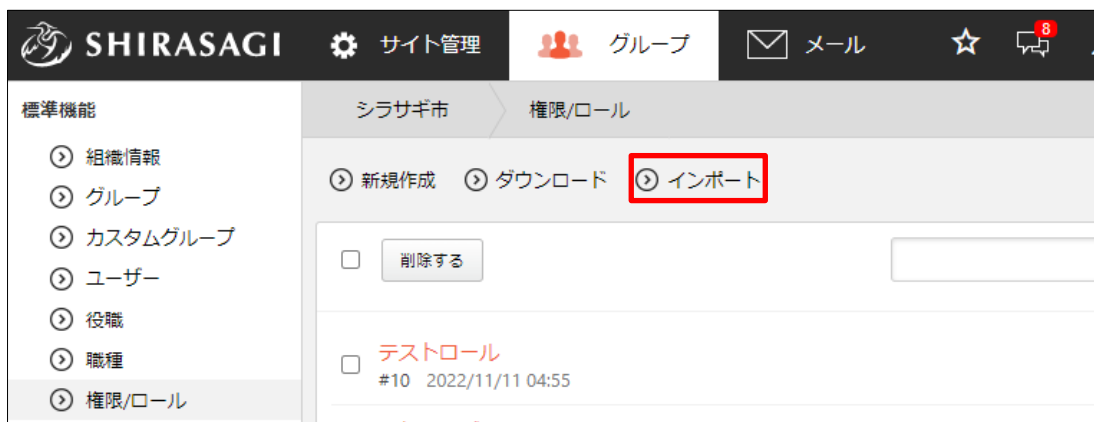 SHIRASAGI サイト管理 グループ メール 8
標準機能
シラサギ市 権限/ロール
組織情報
グループ
カスタムグループ
ユーザー
役職
職種
権限/ロール
新規作成 ダウンロード インポート
削除する
テストロール
#10 2022/11/11 04:55